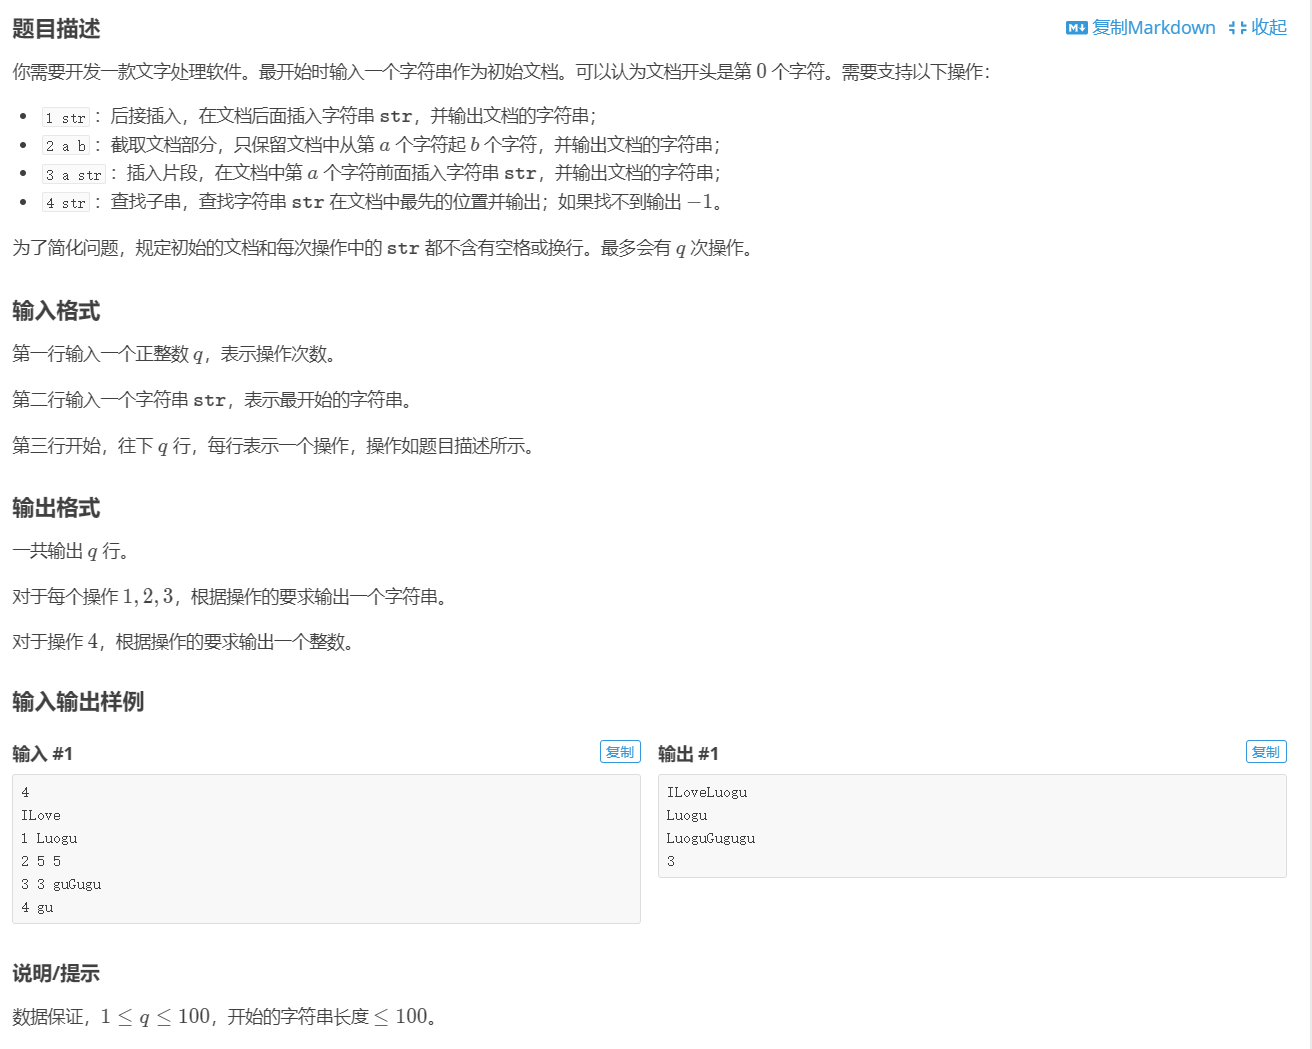 题目描述
复制Markdown 收起
你需要开发一款文字处理软件。最开始时输入一个字符串作为初始文档。可以认为文档开头是第 0 个字符。需要支持以下操作：
• 1 str：后接插入，在文档后面插入字符串 str，并输出文档的字符串；
• 2 a b：截取文档部分，只保留文档中从第 a 个字符起 b 个字符，并输出文档的字符串；
• 3 a str：插入片段，在文档中第 a 个字符前面插入字符串 str，并输出文档的字符串；
• 4 str：查找子串，查找字符串 str 在文档中最先的位置并输出；如果找不到输出 −1。
为了简化问题，规定初始的文档和每次操作中的 str 都不含有空格或换行。最多会有 q 次操作。
输入格式
第一行输入一个正整数 q，表示操作次数。
第二行输入一个字符串 str，表示最开始的字符串。
第三行开始，往下 q 行，每行表示一个操作，操作如题目描述所示。
输出格式
一共输出 q 行。
对于每个操作 1, 2, 3，根据操作的要求输出一个字符串。
对于操作 4，根据操作的要求输出一个整数。
输入输出样例
输入 #1 复制
4
ILove
1 Luogu
2 5 5
3 3 guGugu
4 gu
输出 #1 复制
ILoveLuogu
Luogu
LuoguGugugu
3
说明/提示
数据保证，1 ≤ q ≤ 100，开始的字符串长度 ≤ 100。